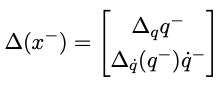 Δ(x⁻) = [ Δ_q q⁻
Δ_q̇(q⁻)q̇⁻ ]